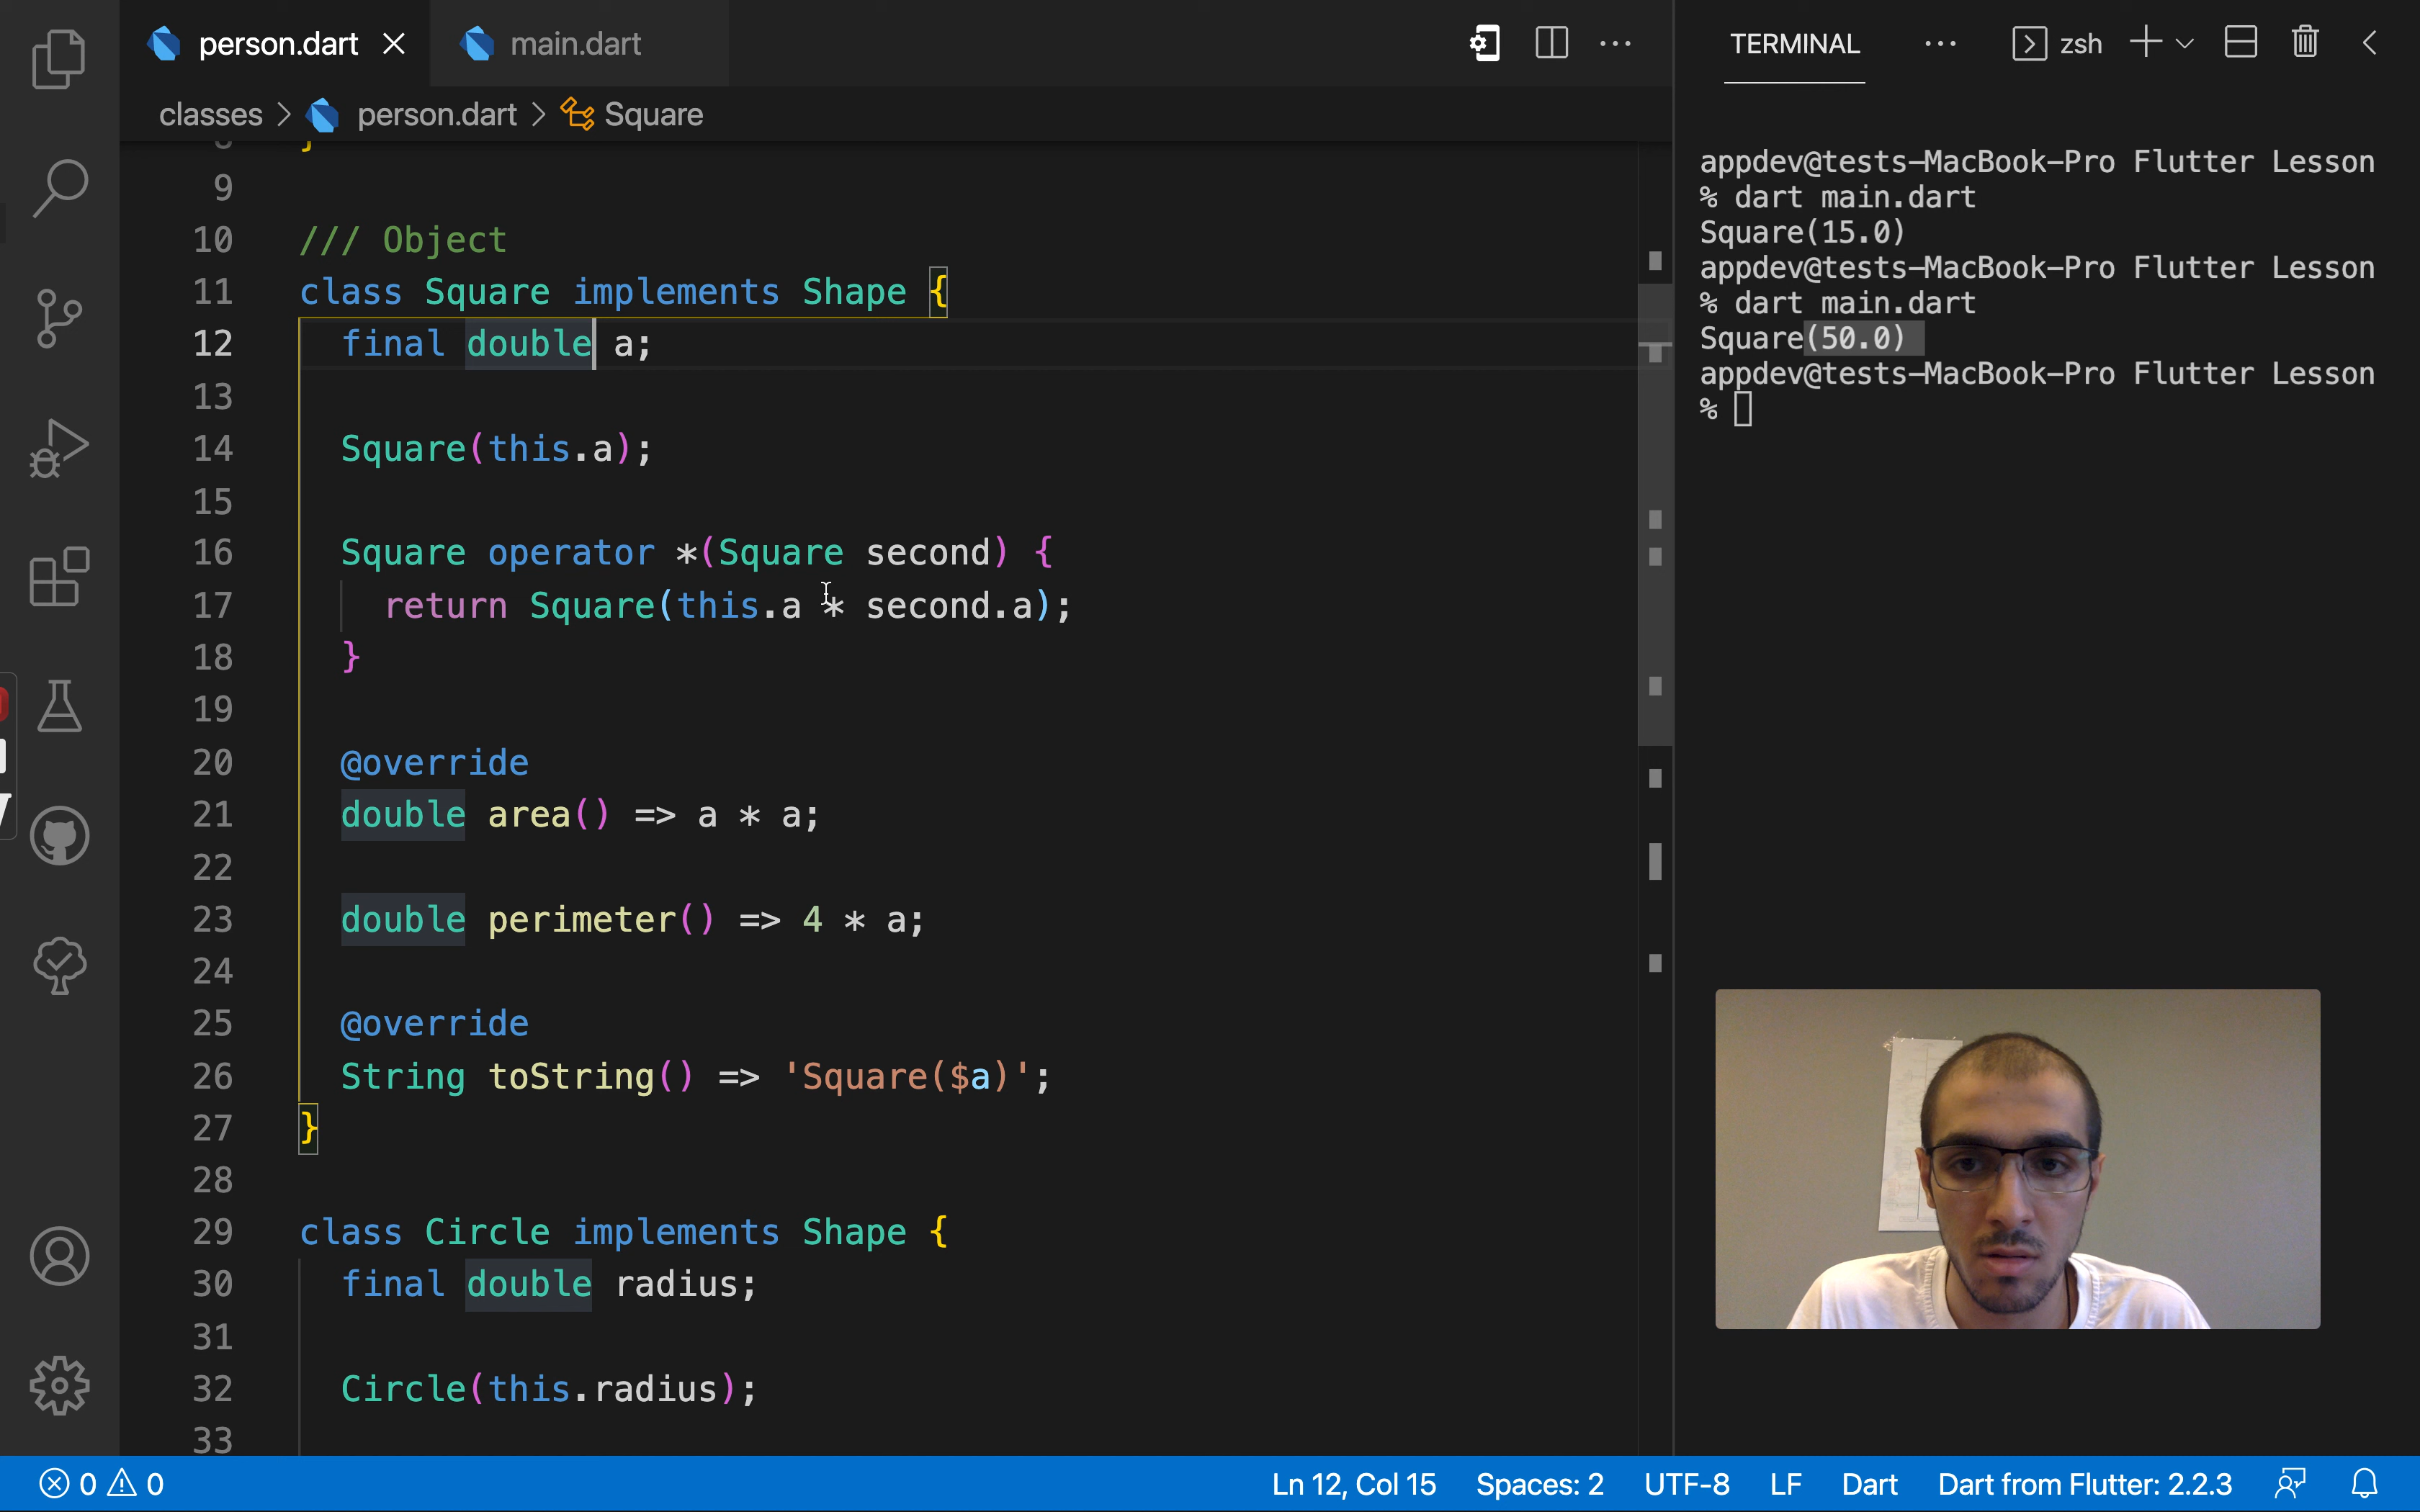 person.dart
main.dart
TERMINAL
zsh
classes > person.dart > Square
8 }
9
10 /// Object
11 class Square implements Shape {
12 final double a;
13
14 Square(this.a);
15
16 Square operator *(Square second) {
17 return Square(this.a * second.a);
18 }
19
20 @override
21 double area() => a * a;
22
23 double perimeter() => 4 * a;
24
25 @override
26 String toString() => 'Square($a)';
27 }
28
29 class Circle implements Shape {
30 final double radius;
31
32 Circle(this.radius);
33
appdev@tests-MacBook-Pro Flutter Lesson
% dart main.dart
Square(15.0)
appdev@tests-MacBook-Pro Flutter Lesson
% dart main.dart
Square(50.0)
appdev@tests-MacBook-Pro Flutter Lesson
%
0 0
Ln 12, Col 15
Spaces: 2
UTF-8
LF
Dart
Dart from Flutter: 2.2.3